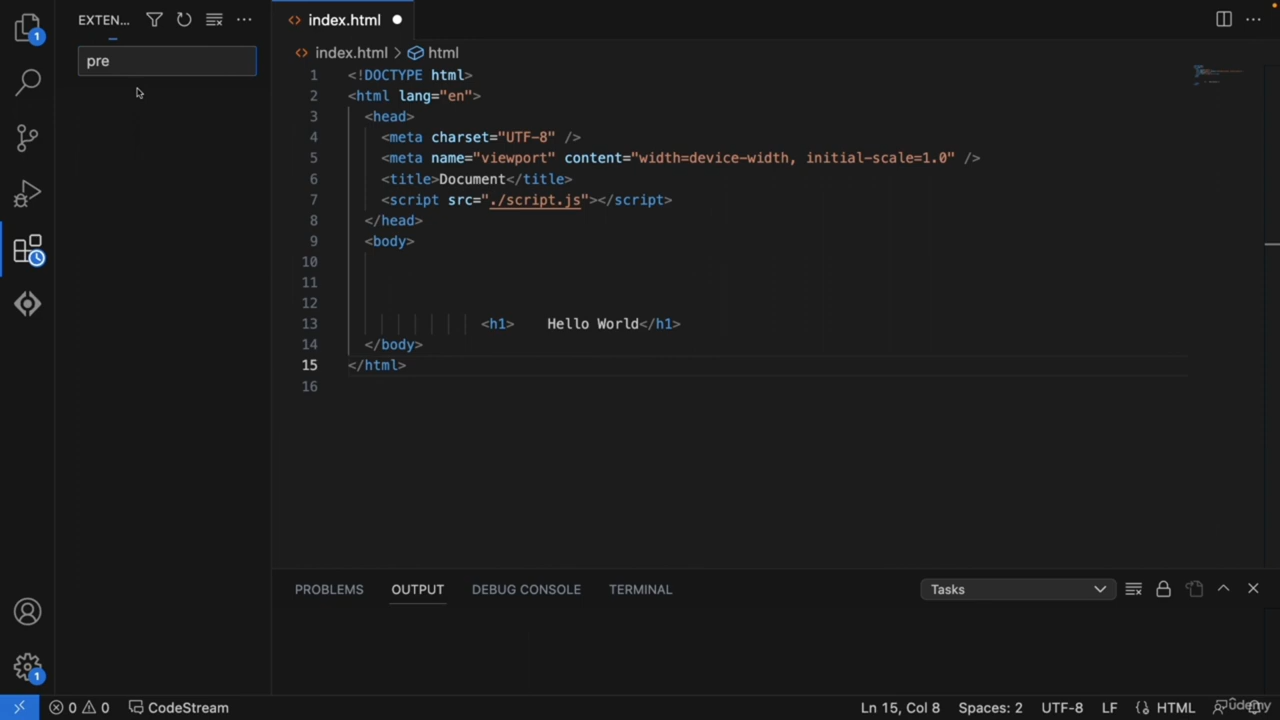 EXTEN...
index.html
1
pre
index.html > html
1 <!DOCTYPE html>
2 <html lang="en">
3 <head>
4 <meta charset="UTF-8" />
5 <meta name="viewport" content="width=device-width, initial-scale=1.0" />
6 <title>Document</title>
7 <script src="./script.js"></script>
8 </head>
9 <body>
10
11
12
13 <h1>    Hello World</h1>
14 </body>
15 </html>
16
PROBLEMS OUTPUT DEBUG CONSOLE TERMINAL Tasks
1
0 0 CodeStream Ln 15, Col 8 Spaces: 2 UTF-8 LF {} HTML
ûdemy